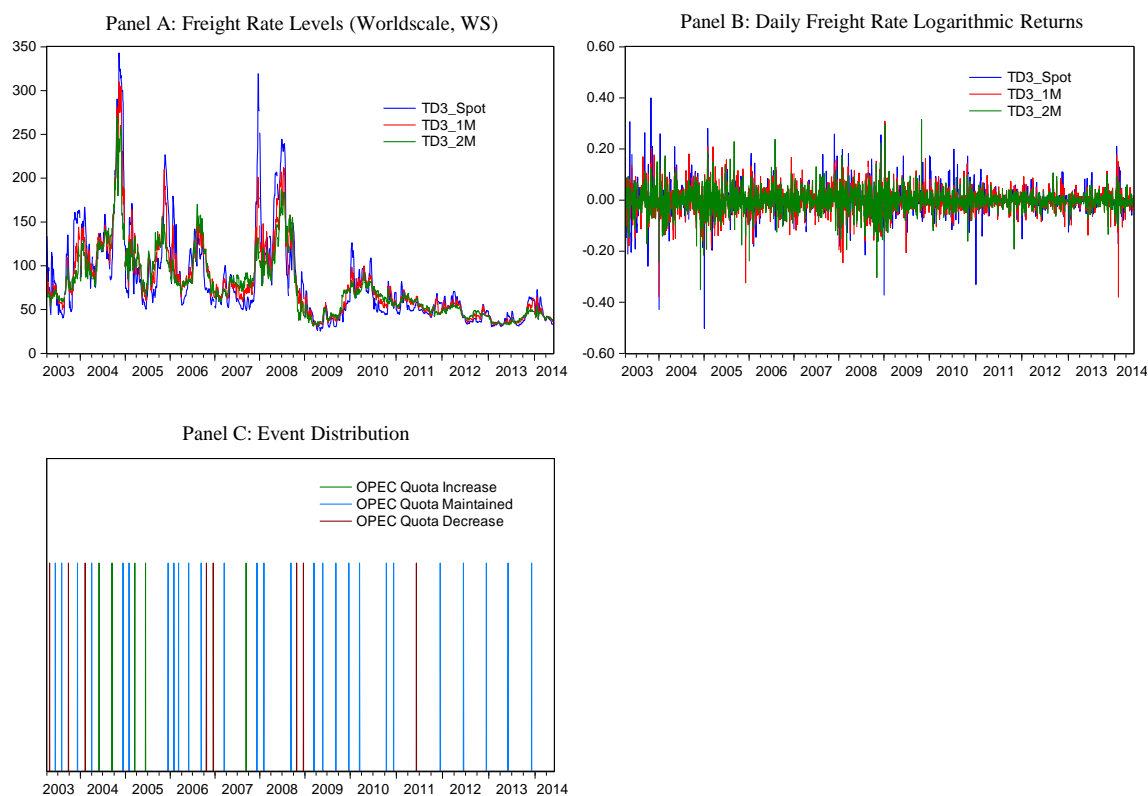 Panel A: Freight Rate Levels (Worldscale, WS)
350
300
250
200
150
100
50
0
TD3_Spot
TD3_1M
TD3_2M
2003 2004 2005 2006 2007 2008 2009 2010 2011 2012 2013 2014
Panel B: Daily Freight Rate Logarithmic Returns
0.60
0.40
0.20
0.00
-0.20
-0.40
-0.60
TD3_Spot
TD3_1M
TD3_2M
2003 2004 2005 2006 2007 2008 2009 2010 2011 2012 2013 2014
Panel C: Event Distribution
OPEC Quota Increase
OPEC Quota Maintained
OPEC Quota Decrease
2003 2004 2005 2006 2007 2008 2009 2010 2011 2012 2013 2014